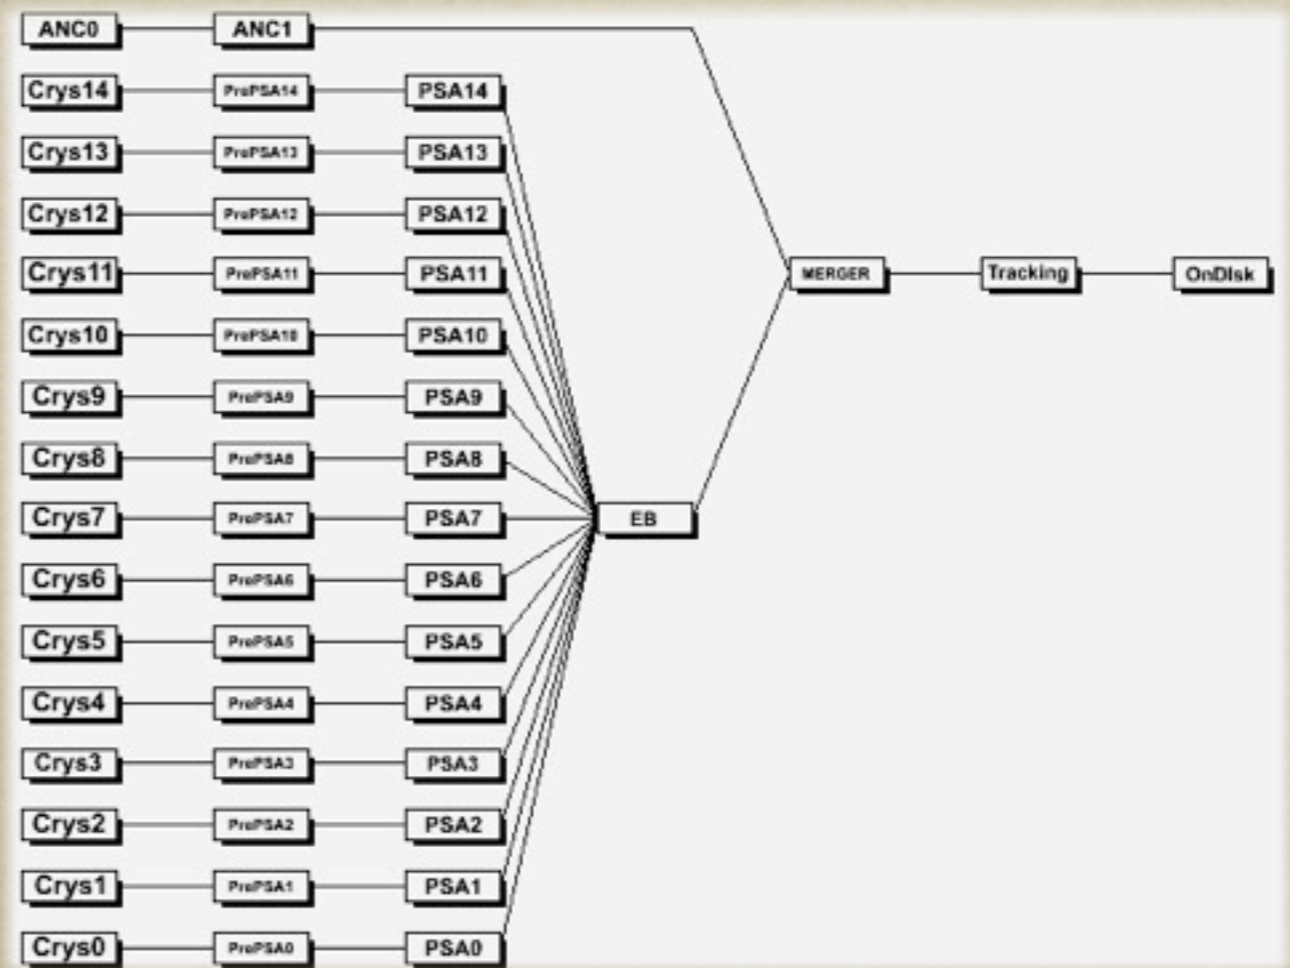 ANC0 ANC1
Crys14 PrePSA14 PSA14
Crys13 PrePSA13 PSA13
Crys12 PrePSA12 PSA12
Crys11 PrePSA11 PSA11
MERGER Tracking OnDIsk
Crys10 PrePSA10 PSA10
Crys9 PrePSA9 PSA9
Crys8 PrePSA8 PSA8
Crys7 PrePSA7 PSA7
EB
Crys6 PrePSA6 PSA6
Crys5 PrePSA5 PSA5
Crys4 PrePSA4 PSA4
Crys3 PrePSA3 PSA3
Crys2 PrePSA2 PSA2
Crys1 PrePSA1 PSA1
Crys0 PrePSA0 PSA0